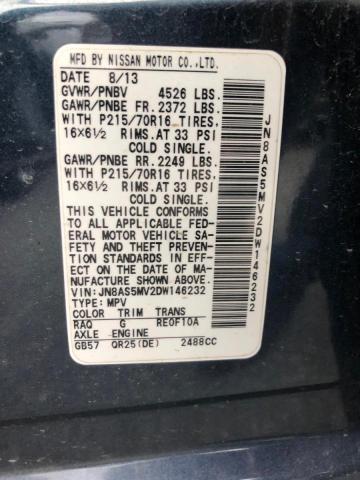 MFD BY NISSAN MOTOR CO.,LTD.
DATE 8/13
GVWR/PNBV 4526 LBS.
GAWR/PNBE FR. 2372 LBS.
WITH P215/70R16 TIRES,
16X6½ RIMS.AT 33 PSI
COLD SINGLE.
GAWR/PNBE RR. 2249 LBS.
WITH P215/70R16 TIRES,
16X6½ RIMS.AT 33 PSI
COLD SINGLE.
THIS VEHICLE CONFORMS
TO ALL APPLICABLE FED-
ERAL MOTOR VEHICLE SA-
FETY AND THEFT PREVEN-
TION STANDARDS IN EFF-
ECT ON THE DATE OF MA-
NUFACTURE SHOWN ABOVE.
VIN:JN8AS5MV2DW146232
TYPE:MPV
COLOR TRIM TRANS
RAQ G RE0F10A
AXLE ENGINE
GB57 QR25(DE) 2488CC
JN8AS5MV2DW146232